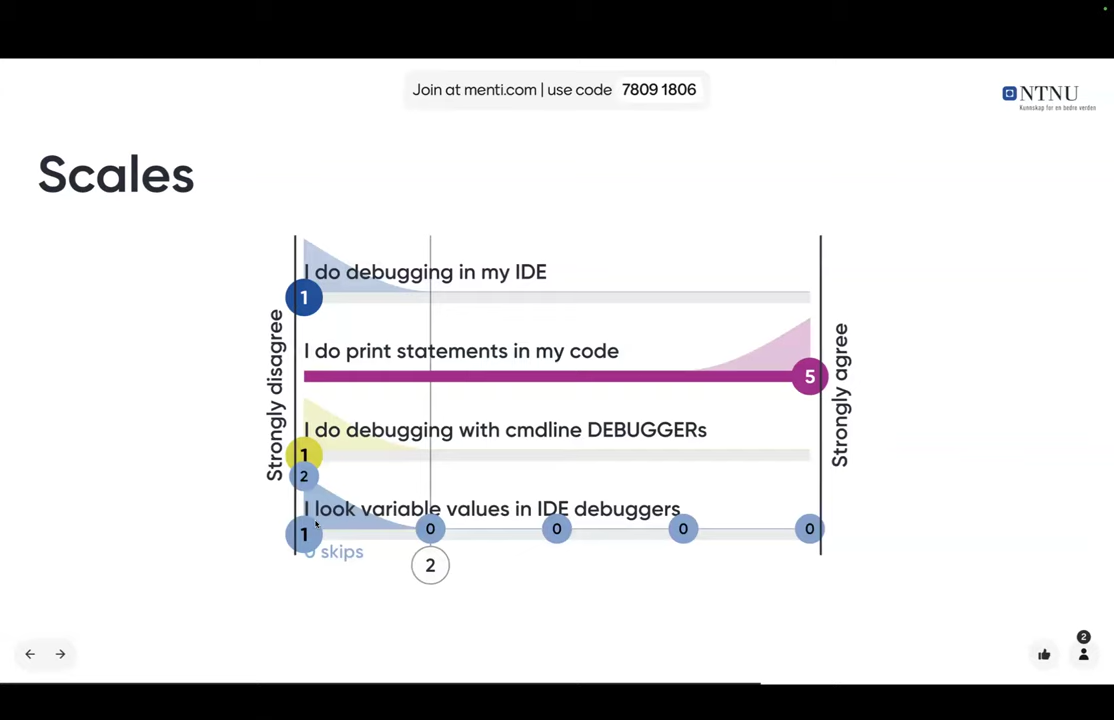 Join at menti.com | use code 7809 1806
NTNU
Kunnskap for en bedre verden
Scales
Strongly disagree
Strongly agree
I do debugging in my IDE
1
I do print statements in my code
5
I do debugging with cmdline DEBUGGERs
1
2
I look variable values in IDE debuggers
1
0
0
0
0
0 skips
2
2